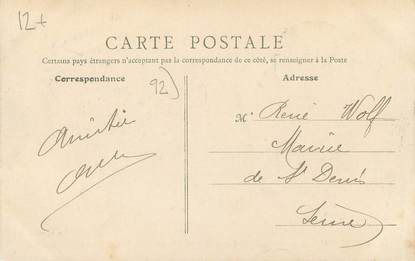 12+
CARTE POSTALE
Certains pays étrangers n'acceptant pas la correspondance de ce côté, se renseigner à la Poste
Correspondance
Adresse
92)
Amitié
M. René Wolf
Mairie
de St Denis
Seine